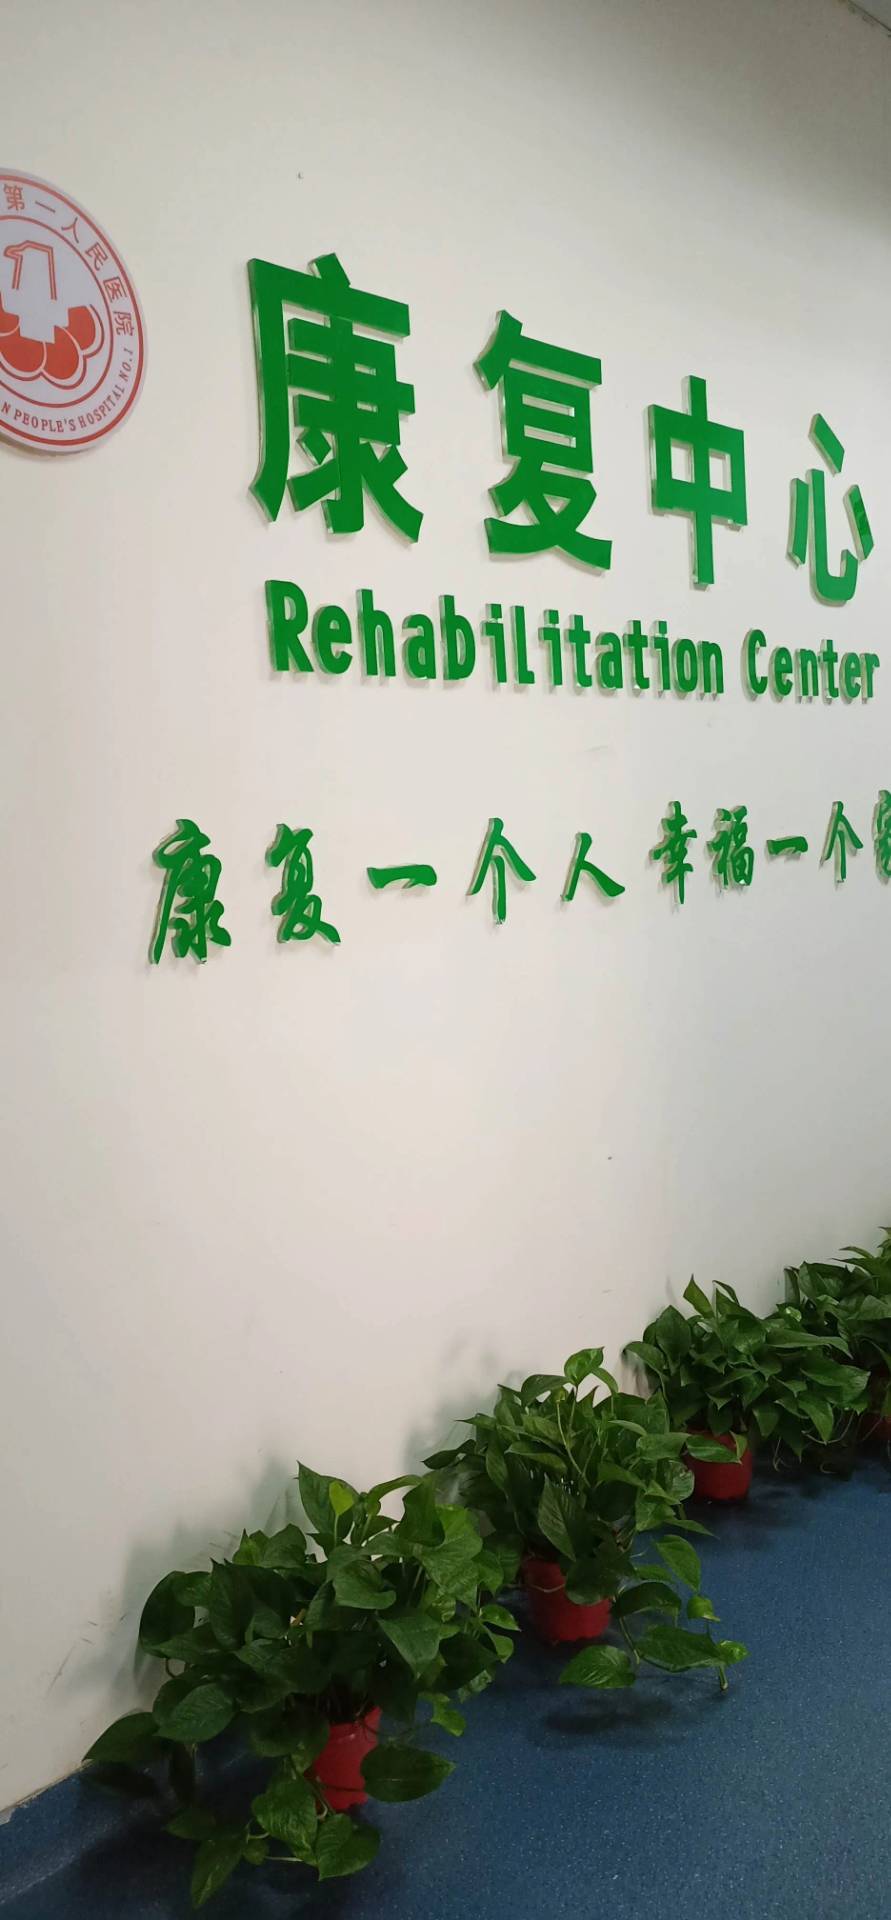 第一人民医院
N PEOPLE'S HOSPITAL NO.1
康复中心
Rehabilitation Center
康复一个人 幸福一个家